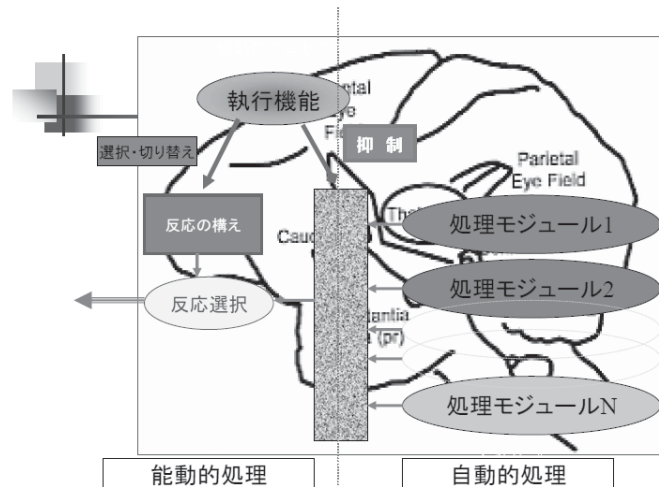 執行機能
抑 制
選択・切り替え
Parietal
Eye Field
反応の構え
処理モジュール1
反応選択
処理モジュール2
(pr)
処理モジュールN
能動的処理
自動的処理